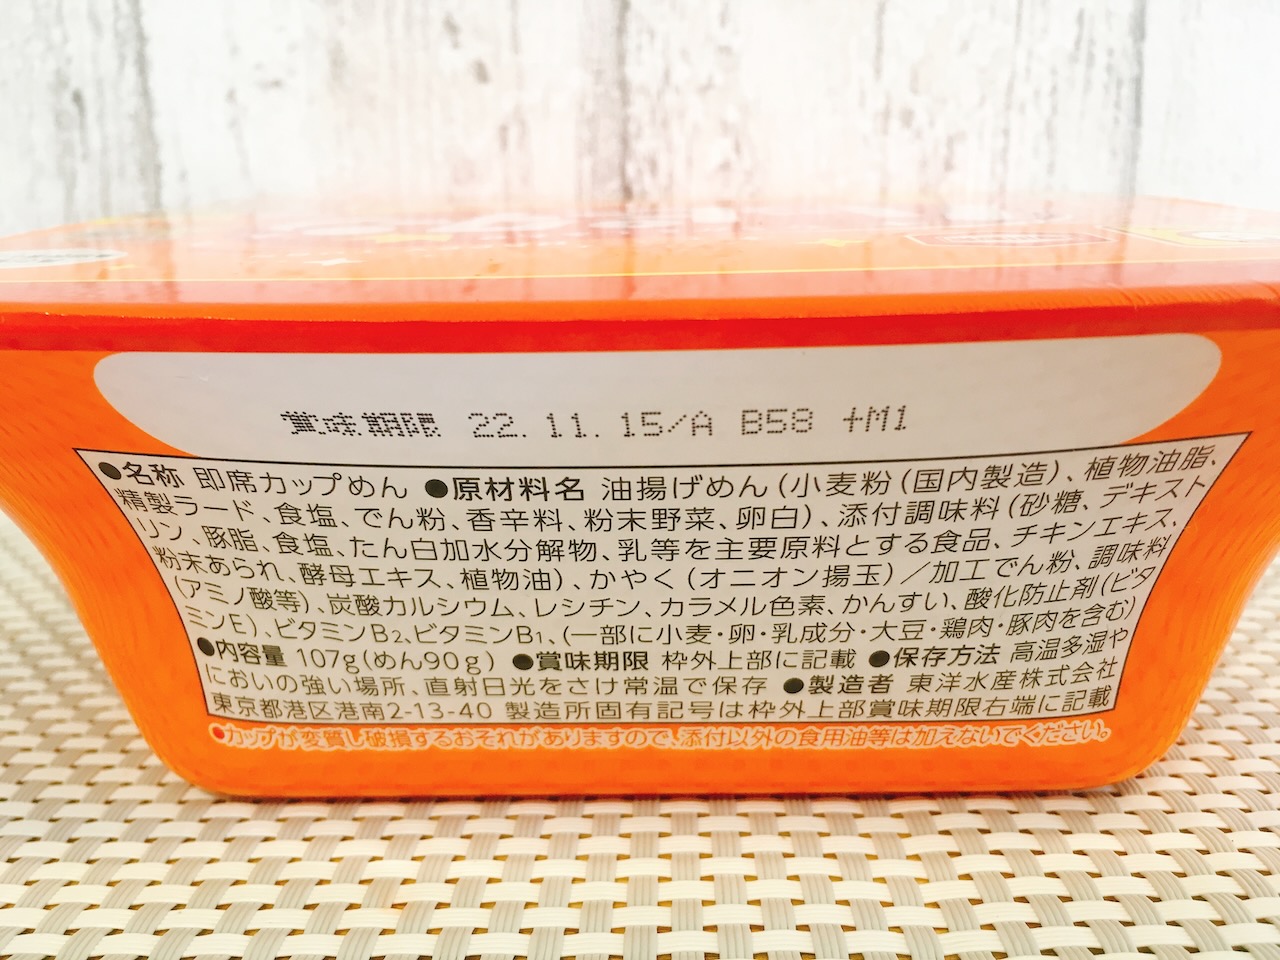 賞味期限 22.11.15/A B58 +M1
●名称 即席カップめん ●原材料名 油揚げめん(小麦粉(国内製造)、植物油脂、
精製ラード、食塩、でん粉、香辛料、粉末野菜、卵白)、添付調味料(砂糖、デキスト
リン、豚脂、食塩、たん白加水分解物、乳等を主要原料とする食品、チキンエキス、
粉末あられ、酵母エキス、植物油)、かやく(オニオン揚玉)/加工でん粉、調味料
(アミノ酸等)、炭酸カルシウム、レシチン、カラメル色素、かんすい、酸化防止剤(ビタ
ミンE)、ビタミンB2、ビタミンB1、(一部に小麦・卵・乳成分・大豆・鶏肉・豚肉を含む)
●内容量 107g(めん90g) ●賞味期限 枠外上部に記載 ●保存方法 高温多湿や
においの強い場所、直射日光をさけ常温で保存 ●製造者 東洋水産株式会社
東京都港区港南2-13-40 製造所固有記号は枠外上部賞味期限右端に記載
●カップが変質し破損するおそれがありますので、添付以外の食用油等は加えないでください。